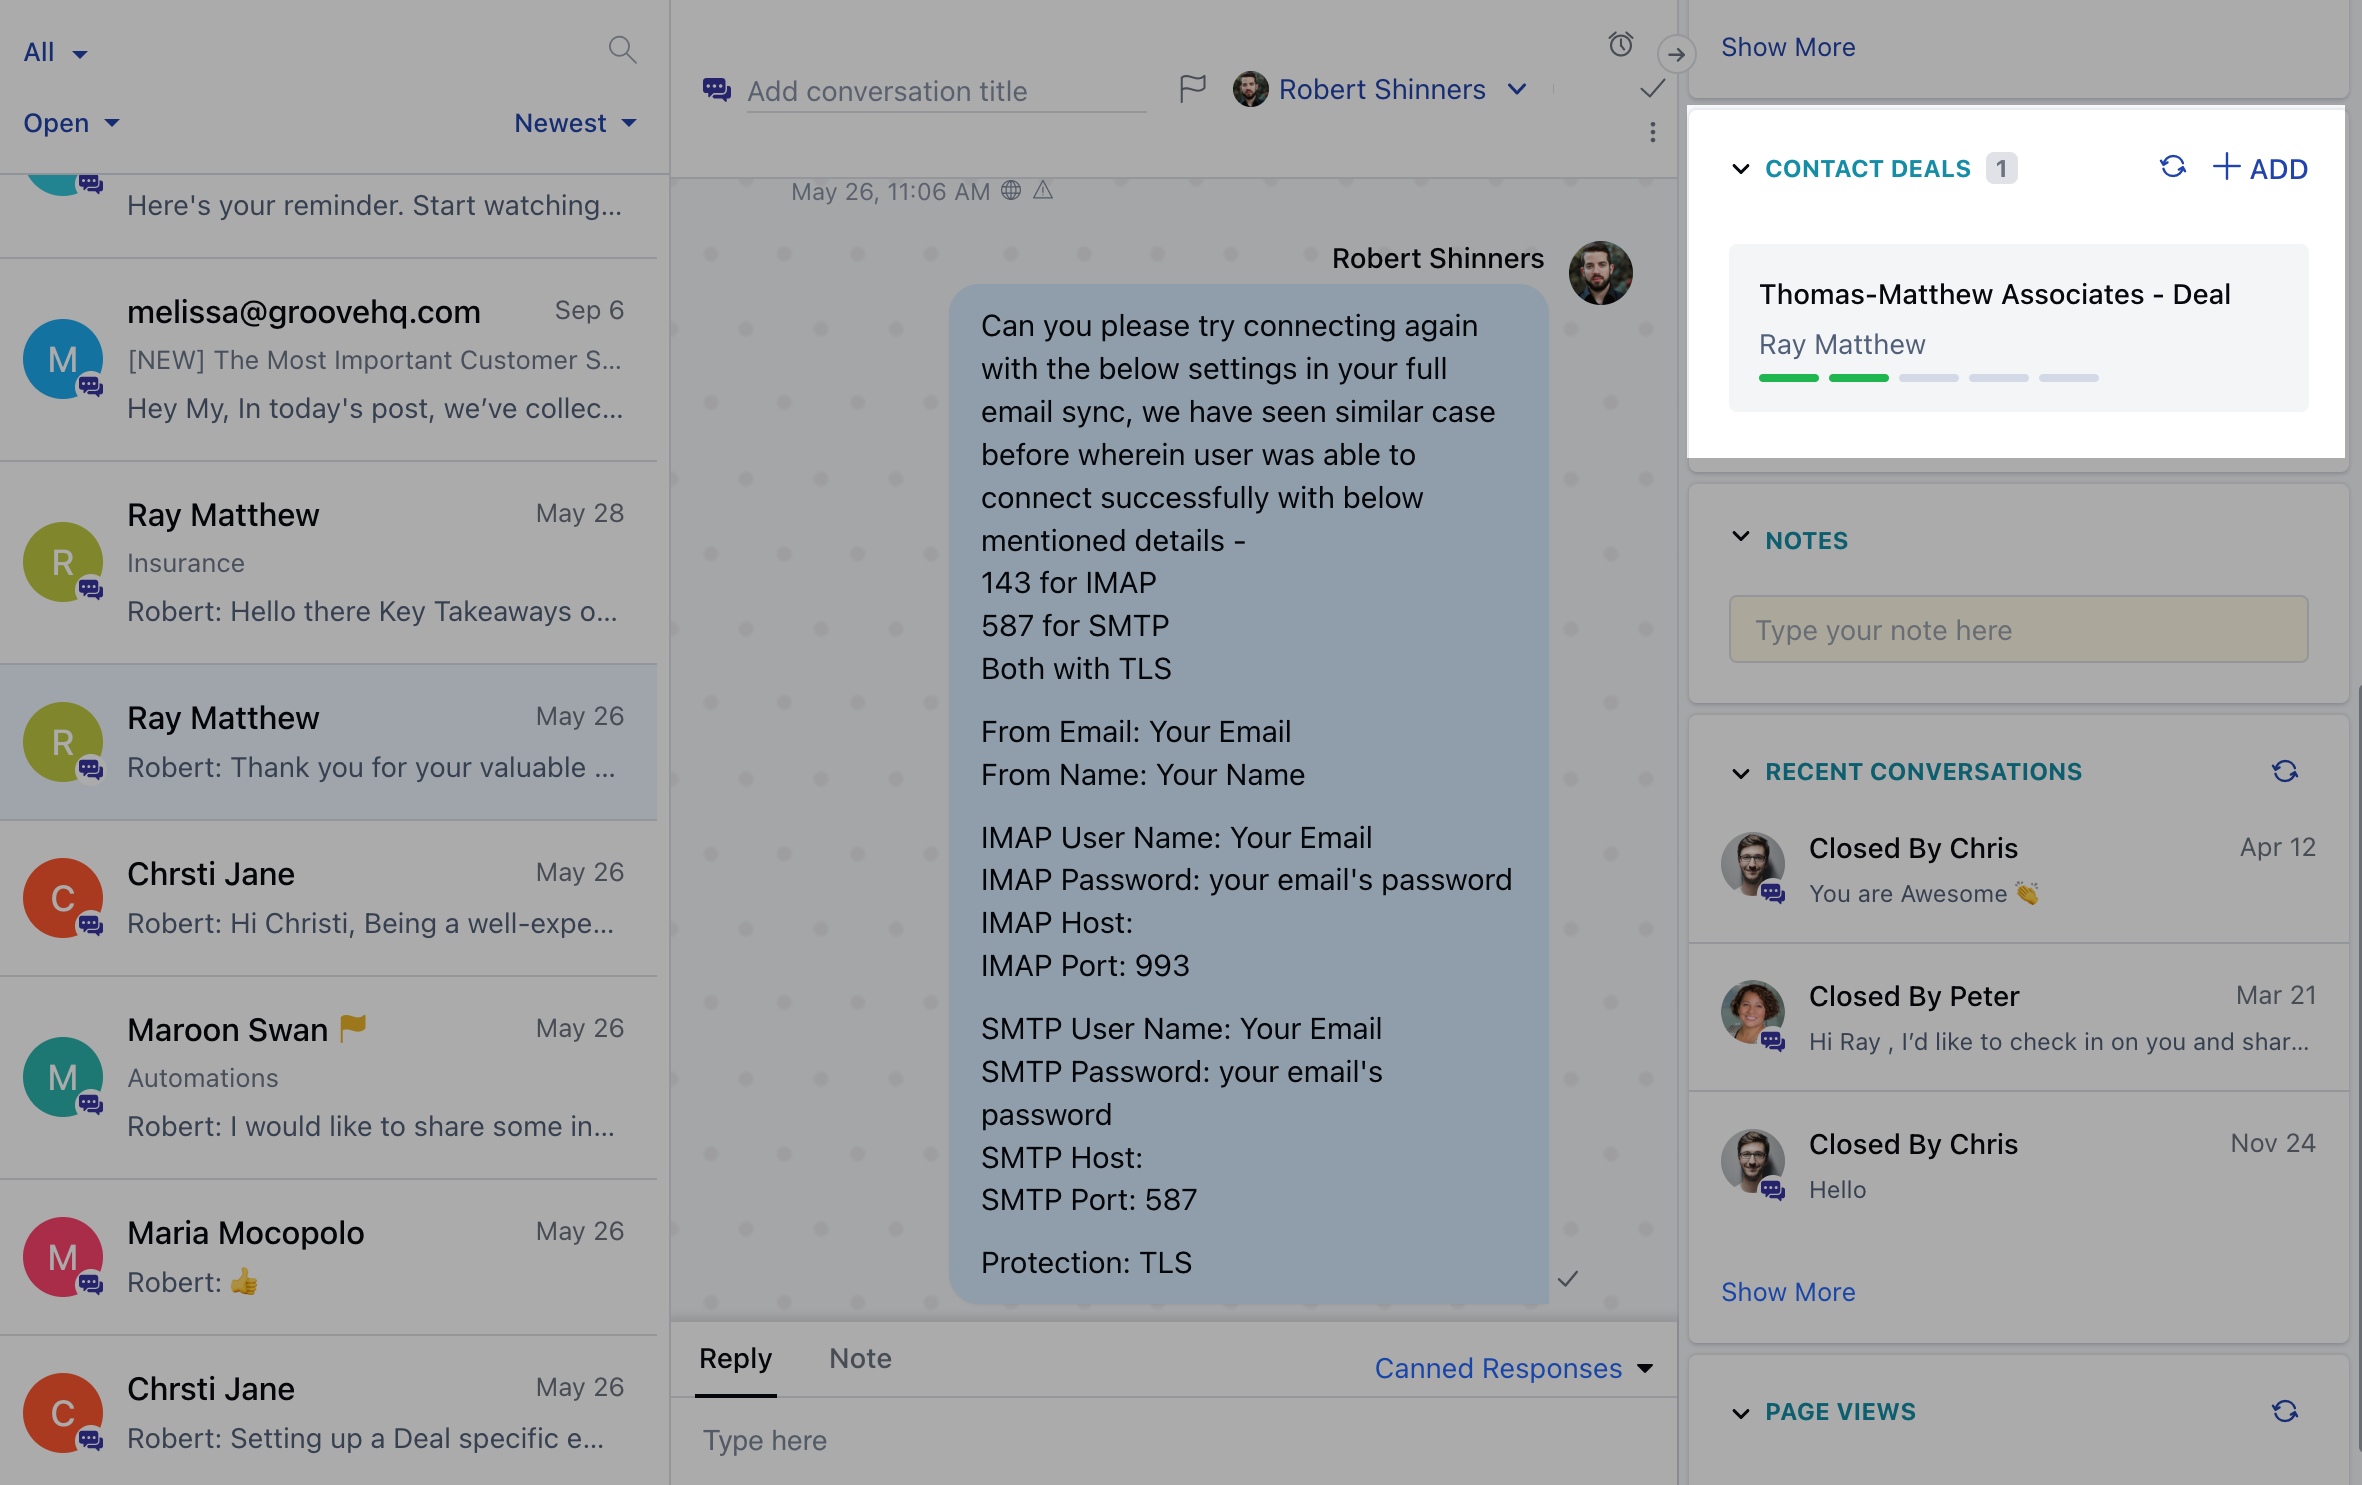 All
Open
Newest
Here's your reminder. Start watching...
M
melissa@groovehq.com
Sep 6
[NEW] The Most Important Customer S...
Hey My, In today's post, we’ve collec...
R
Ray Matthew
May 28
Insurance
Robert: Hello there Key Takeaways o...
R
Ray Matthew
May 26
Robert: Thank you for your valuable ...
C
Chrsti Jane
May 26
Robert: Hi Christi, Being a well-expe...
M
Maroon Swan
May 26
Automations
Robert: I would like to share some in...
M
Maria Mocopolo
May 26
Robert: 👍
C
Chrsti Jane
May 26
Robert: Setting up a Deal specific e...
Add conversation title
Robert Shinners
May 26, 11:06 AM
Robert Shinners
Can you please try connecting again
with the below settings in your full
email sync, we have seen similar case
before wherein user was able to
connect successfully with below
mentioned details -
143 for IMAP
587 for SMTP
Both with TLS
From Email: Your Email
From Name: Your Name
IMAP User Name: Your Email
IMAP Password: your email's password
IMAP Host:
IMAP Port: 993
SMTP User Name: Your Email
SMTP Password: your email's
password
SMTP Host:
SMTP Port: 587
Protection: TLS
Reply
Note
Canned Responses
Type here
Show More
CONTACT DEALS 1
ADD
Thomas-Matthew Associates - Deal
Ray Matthew
NOTES
Type your note here
RECENT CONVERSATIONS
Closed By Chris
Apr 12
You are Awesome 👏
Closed By Peter
Mar 21
Hi Ray , I’d like to check in on you and shar...
Closed By Chris
Nov 24
Hello
Show More
PAGE VIEWS